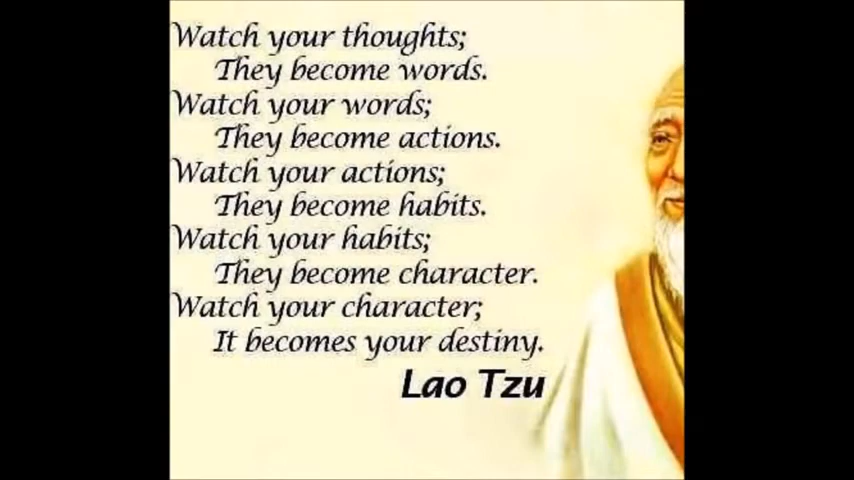 Watch your thoughts;
They become words.
Watch your words;
They become actions.
Watch your actions;
They become habits.
Watch your habits;
They become character.
Watch your character;
It becomes your destiny.
Lao Tzu